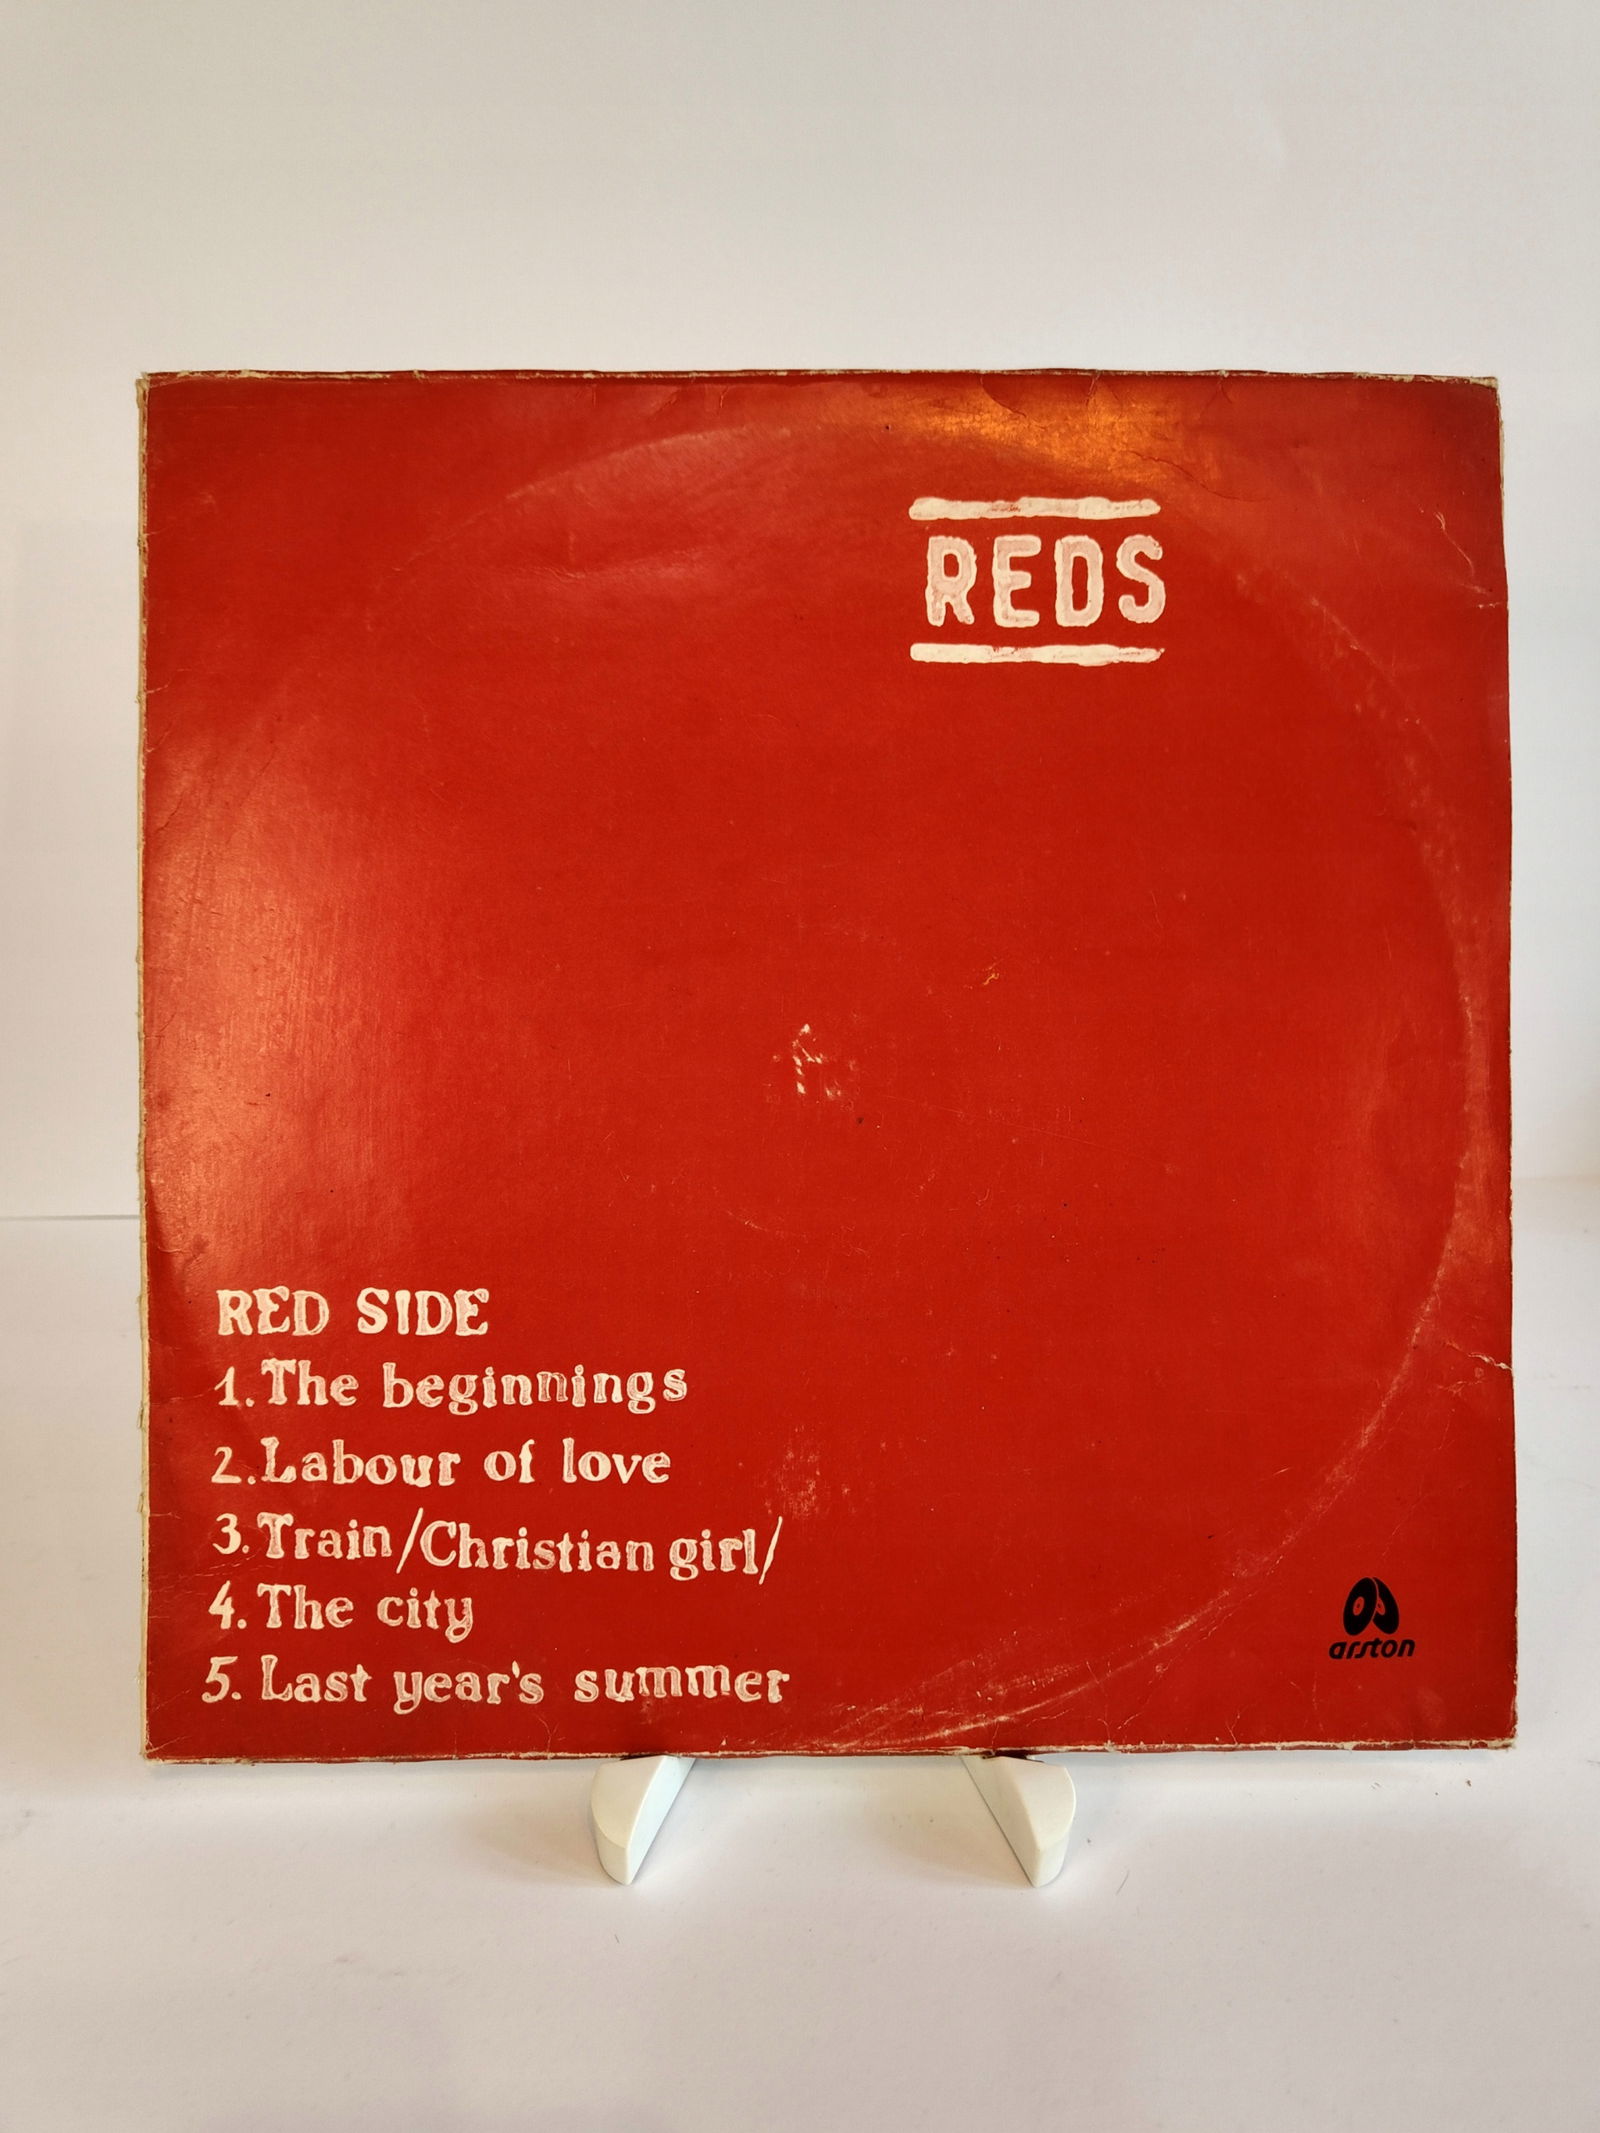 REDS
RED SIDE
1. The beginnings
2. Labour of love
3. Train /Christian girl/
4. The city
5. Last year's summer
arston